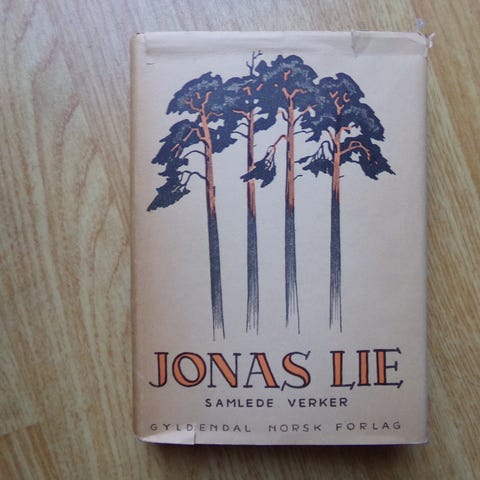 JONAS LIE
SAMLEDE VERKER
GYLDENDAL NORSK FORLAG